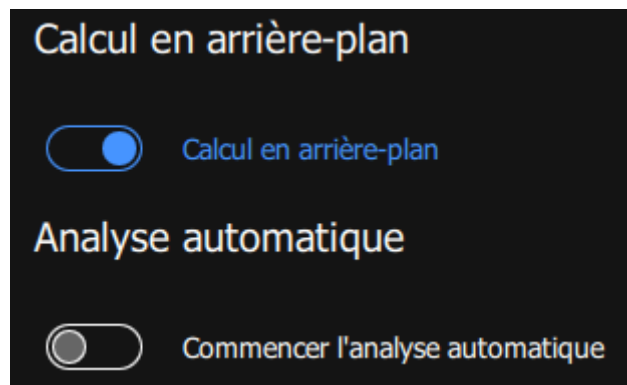 Calcul en arrière-plan
Calcul en arrière-plan
Analyse automatique
Commencer l'analyse automatique